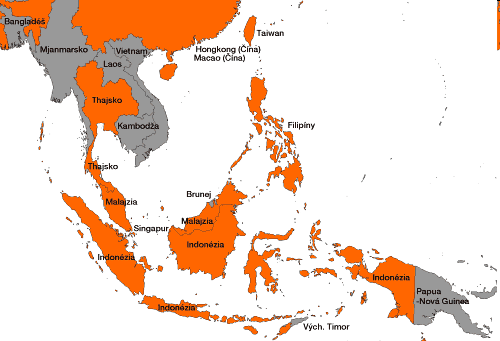 Bangladéš
Taiwan
Mjanmarsko
Vietnam
Hongkong (Čína)
Macao (Čína)
Laos
Thajsko
Kambodža
Filipíny
Thajsko
Malajzia
Brunej
Malajzia
Singapur
Indonézia
Indonézia
Indonézia
Papua
-Nová Guinea
Indonézia
Vých. Timor